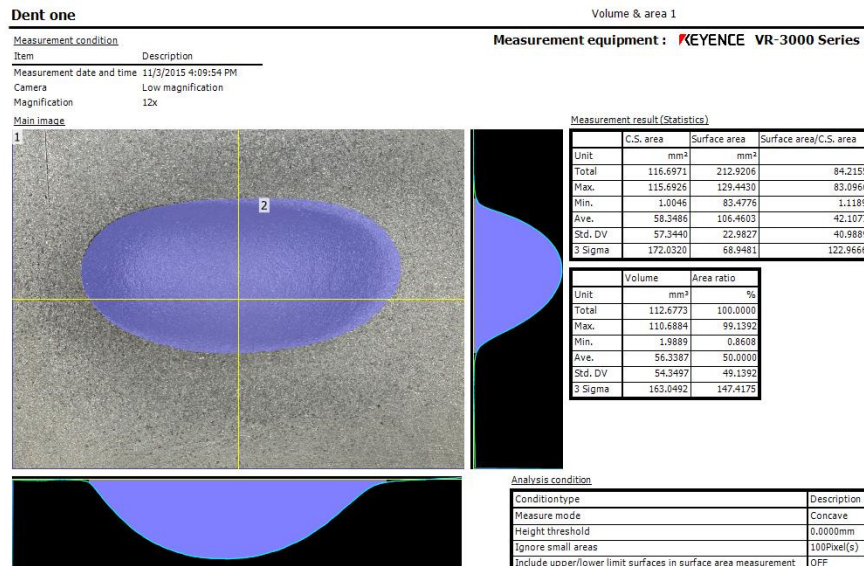 Dent one
Volume & area 1
Measurement condition
Measurement equipment : KEYENCE VR-3000 Series
Item Description
Measurement date and time 11/3/2015 4:09:54 PM
Camera Low magnification
Magnification 12x
Main image
Measurement result (Statistics)
1
2
C.S. area Surface area Surface area/C.S. area
Unit mm² mm²
Total 116.6971 212.9206
Max. 115.6926 129.4430
Min. 1.0046 83.4776 1.1189
Ave. 58.3486 106.4603
Std. DV 57.3440 22.9827 40.9889
3 Sigma 172.0320 68.9481 122.9666
Volume Area ratio
Unit mm³ %
Total 112.6773 100.0000
Max. 110.6884 99.1392
Min. 1.9889 0.8608
Ave. 56.3387 50.0000
Std. DV 54.3497 49.1392
3 Sigma 163.0492 147.4175
Analysis condition
Conditiontype Description
Measure mode Concave
Height threshold 0.0000mm
Ignore small areas 100Pixel(s)
Include upper/lower limit surfaces in surface area measurement OFF